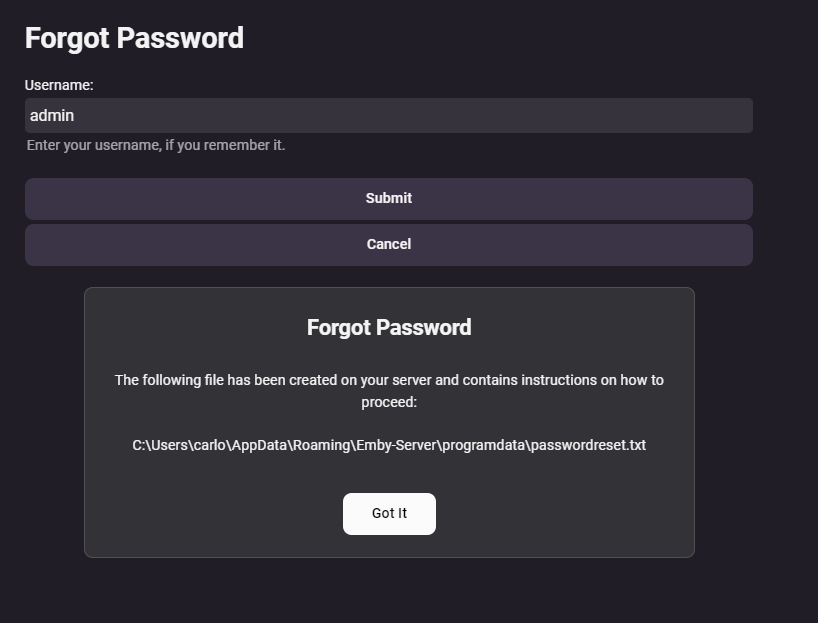 Forgot Password
Username:
admin
Enter your username, if you remember it.
Submit
Cancel
Forgot Password
The following file has been created on your server and contains instructions on how to
proceed:
C:\Users\carlo\AppData\Roaming\Emby-Server\programdata\passwordreset.txt
Got It